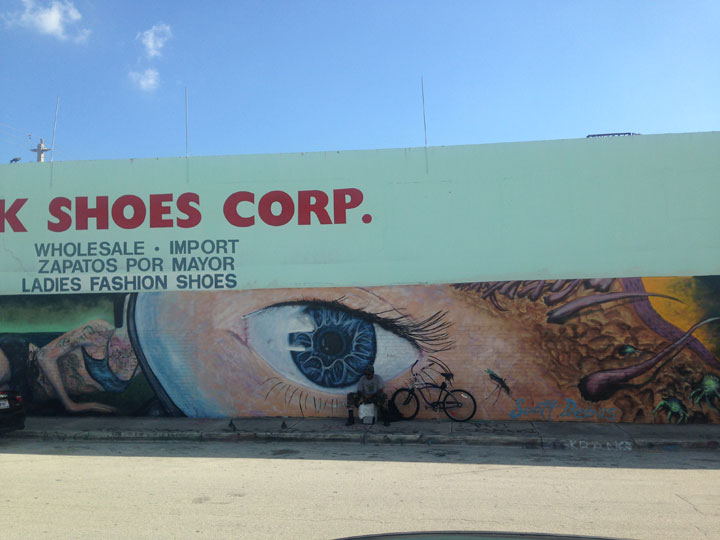 K SHOES CORP.
WHOLESALE · IMPORT
ZAPATOS POR MAYOR
LADIES FASHION SHOES